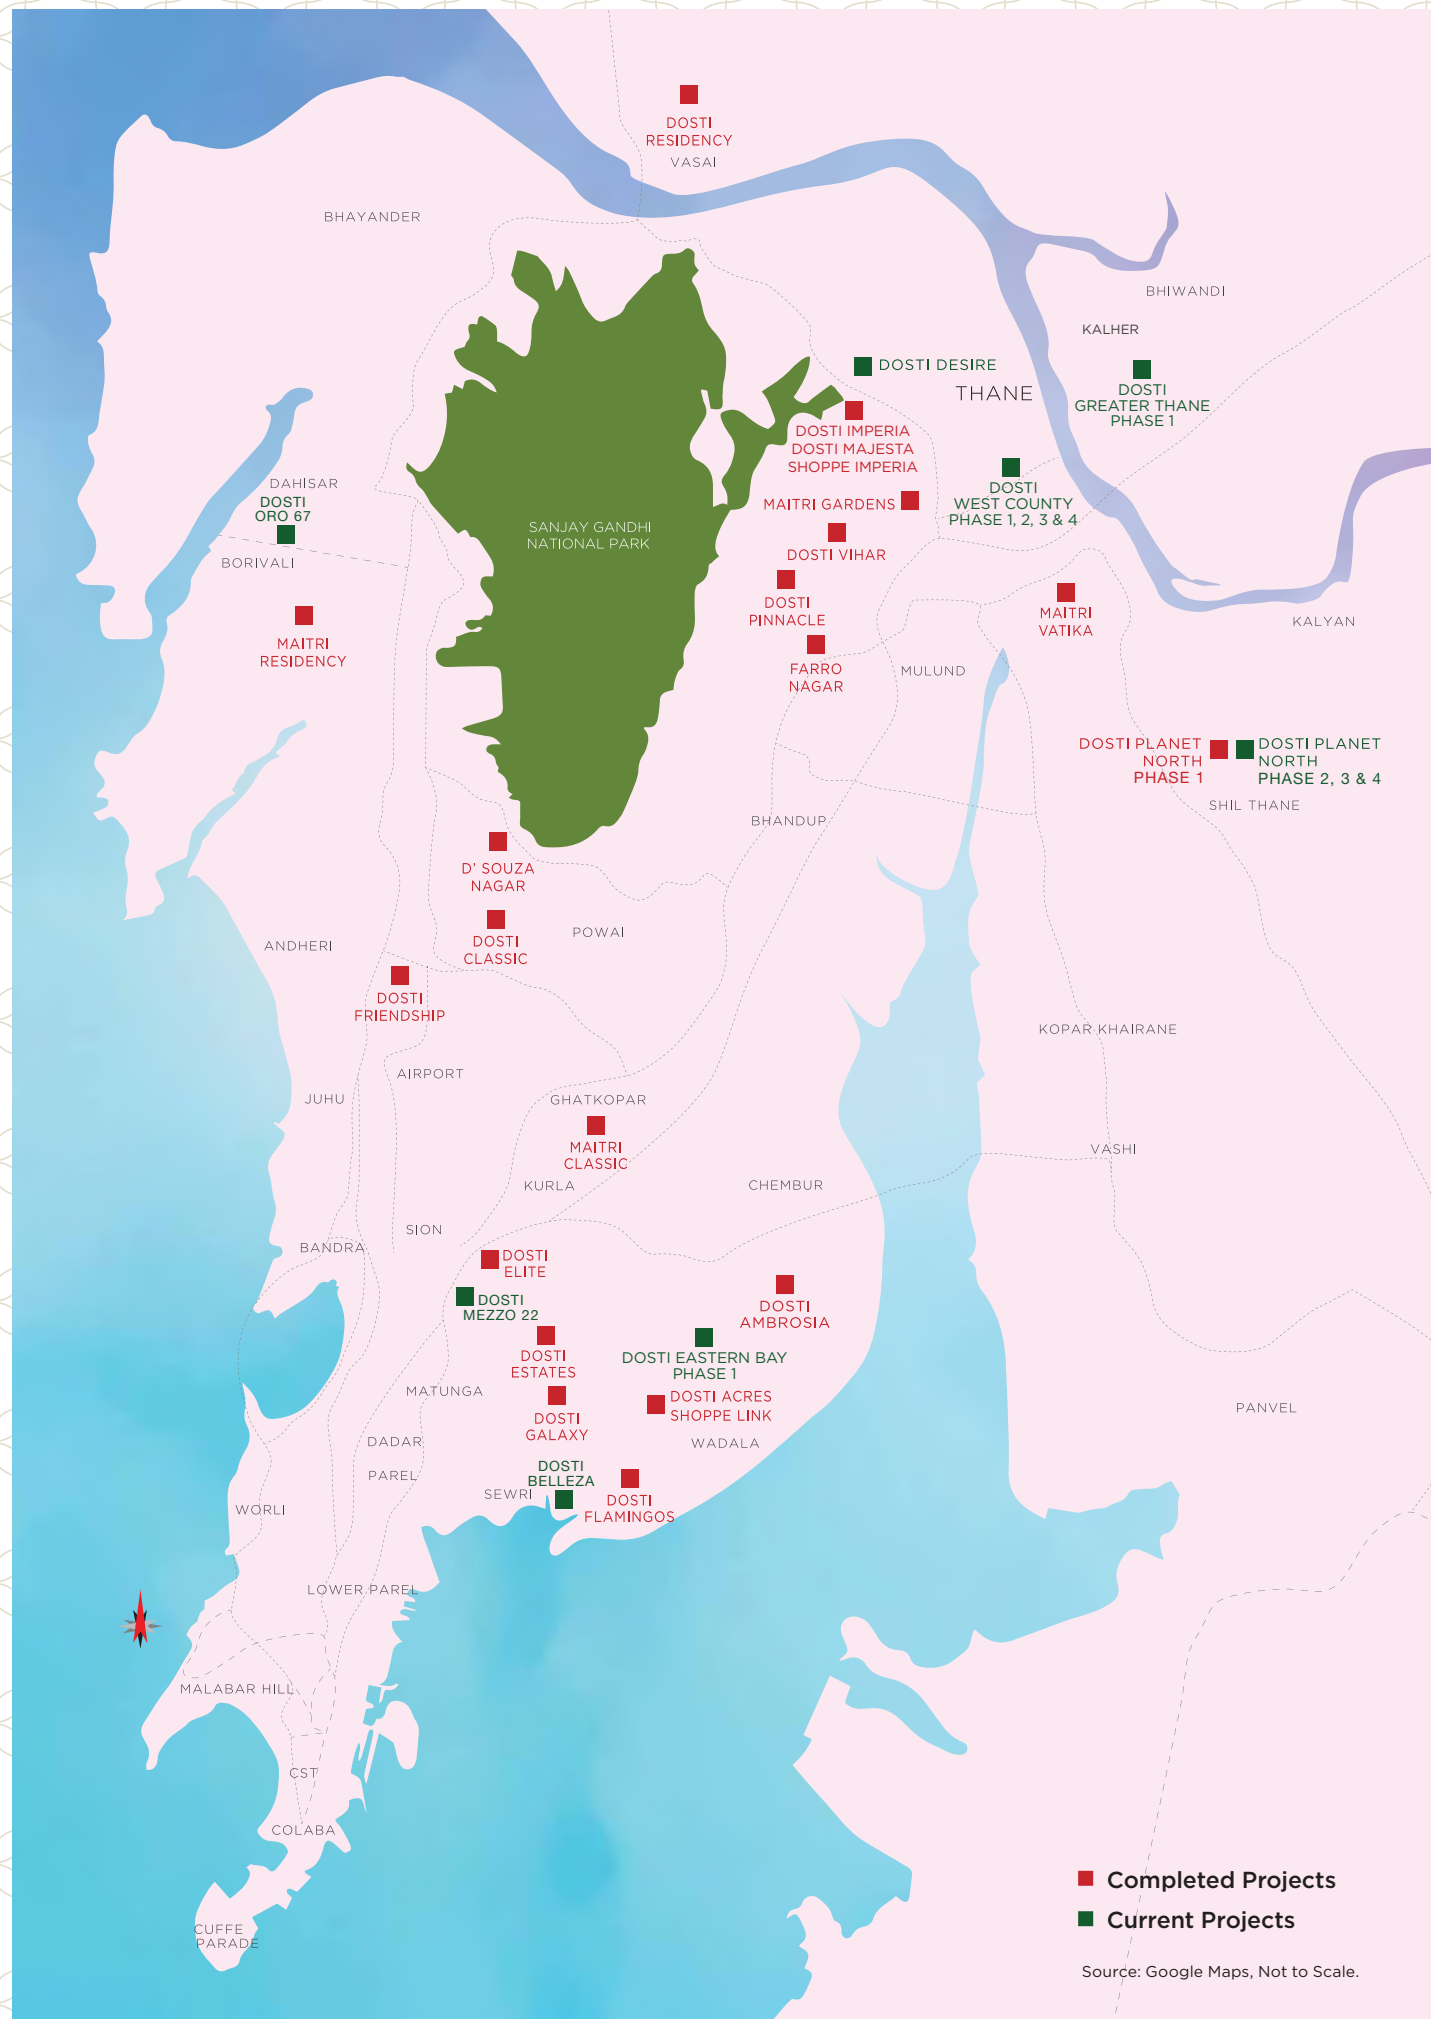 DOSTI
RESIDENCY
VASAI
BHAYANDER
BHIWANDI
KALHER
DOSTI DESIRE
THANE
DOSTI
GREATER THANE
PHASE 1
DOSTI IMPERIA
DOSTI MAJESTA
SHOPPE IMPERIA
DAHISAR
DOSTI
ORO 67
MAITRI GARDENS
DOSTI
WEST COUNTY
PHASE 1, 2, 3 & 4
SANJAY GANDHI
NATIONAL PARK
DOSTI VIHAR
BORIVALI
DOSTI
PINNACLE
MAITRI
VATIKA
KALYAN
MAITRI
RESIDENCY
FARRO
NAGAR
MULUND
DOSTI PLANET
NORTH
PHASE 1
DOSTI PLANET
NORTH
PHASE 2, 3 & 4
SHIL THANE
BHANDUP
D' SOUZA
NAGAR
POWAI
DOSTI
CLASSIC
ANDHERI
DOSTI
FRIENDSHIP
KOPAR KHAIRANE
AIRPORT
JUHU
GHATKOPAR
MAITRI
CLASSIC
VASHI
KURLA
CHEMBUR
SION
BANDRA
DOSTI
ELITE
DOSTI
MEZZO 22
DOSTI
AMBROSIA
DOSTI
ESTATES
DOSTI EASTERN BAY
PHASE 1
MATUNGA
DOSTI ACRES
SHOPPE LINK
PANVEL
DOSTI
GALAXY
DADAR
WADALA
PAREL
DOSTI
BELLEZA
SEWRI
DOSTI
FLAMINGOS
WORLI
LOWER PAREL
MALABAR HILL
CST
COLABA
CUFFE
PARADE
Completed Projects
Current Projects
Source: Google Maps, Not to Scale.